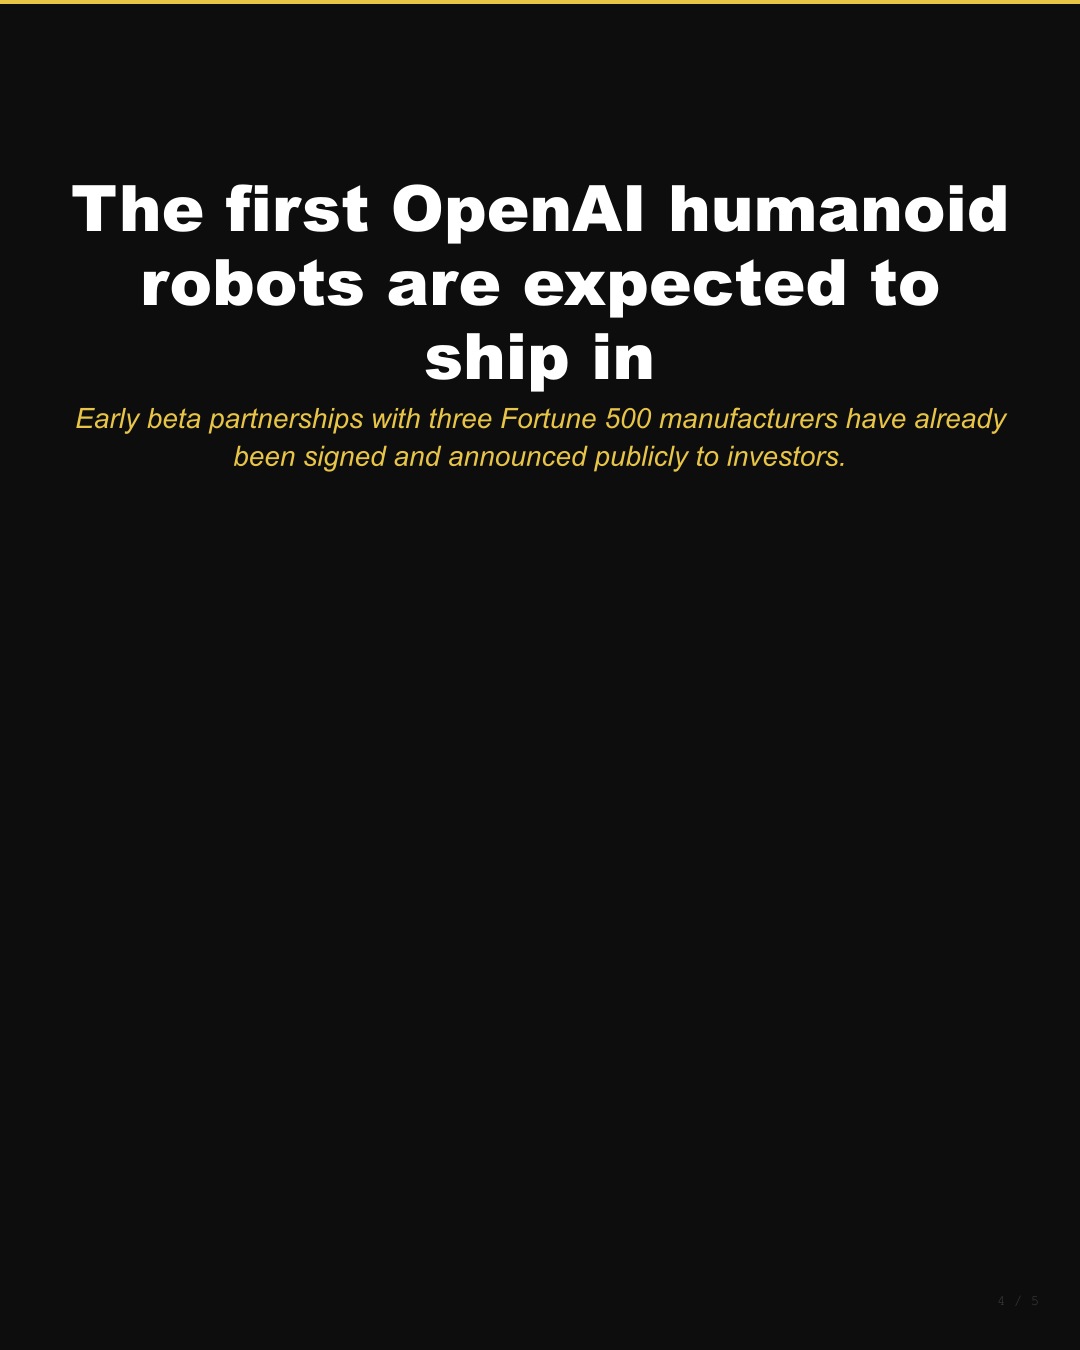 The first OpenAI humanoid
robots are expected to
ship in
Early beta partnerships with three Fortune 500 manufacturers have already
been signed and announced publicly to investors.
4 / 5